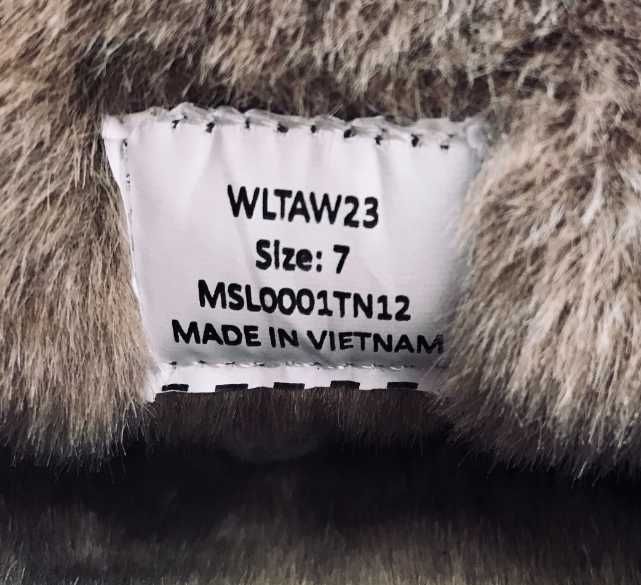 WLTAW23
Size: 7
MSL0001TN12
MADE IN VIETNAM